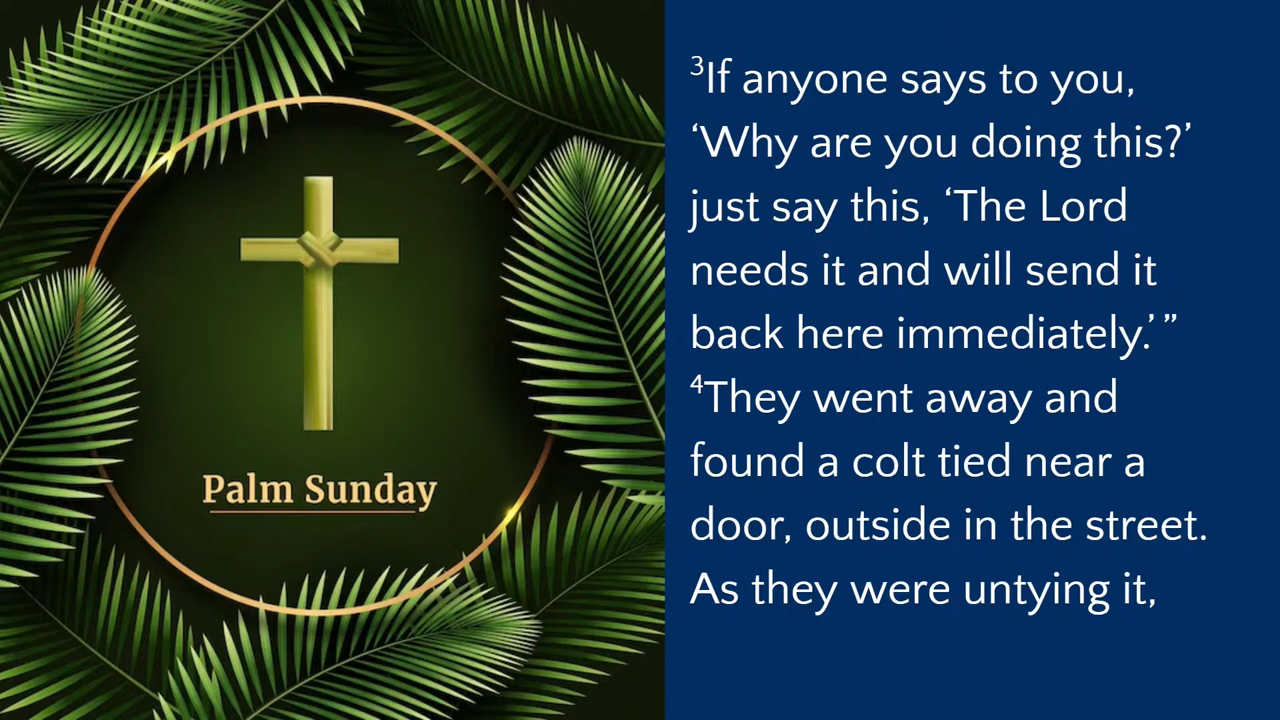 Palm Sunday
³If anyone says to you,
‘Why are you doing this?’
just say this, ‘The Lord
needs it and will send it
back here immediately.’ ”
⁴They went away and
found a colt tied near a
door, outside in the street.
As they were untying it,